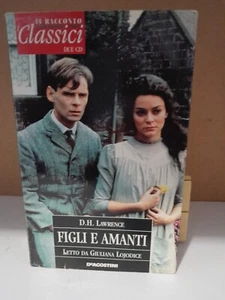 IL RACCONTO
Classici
DUE CD
D.H. LAWRENCE
FIGLI E AMANTI
LETTO DA GIULIANA LOJODICE
DEAGOSTINI